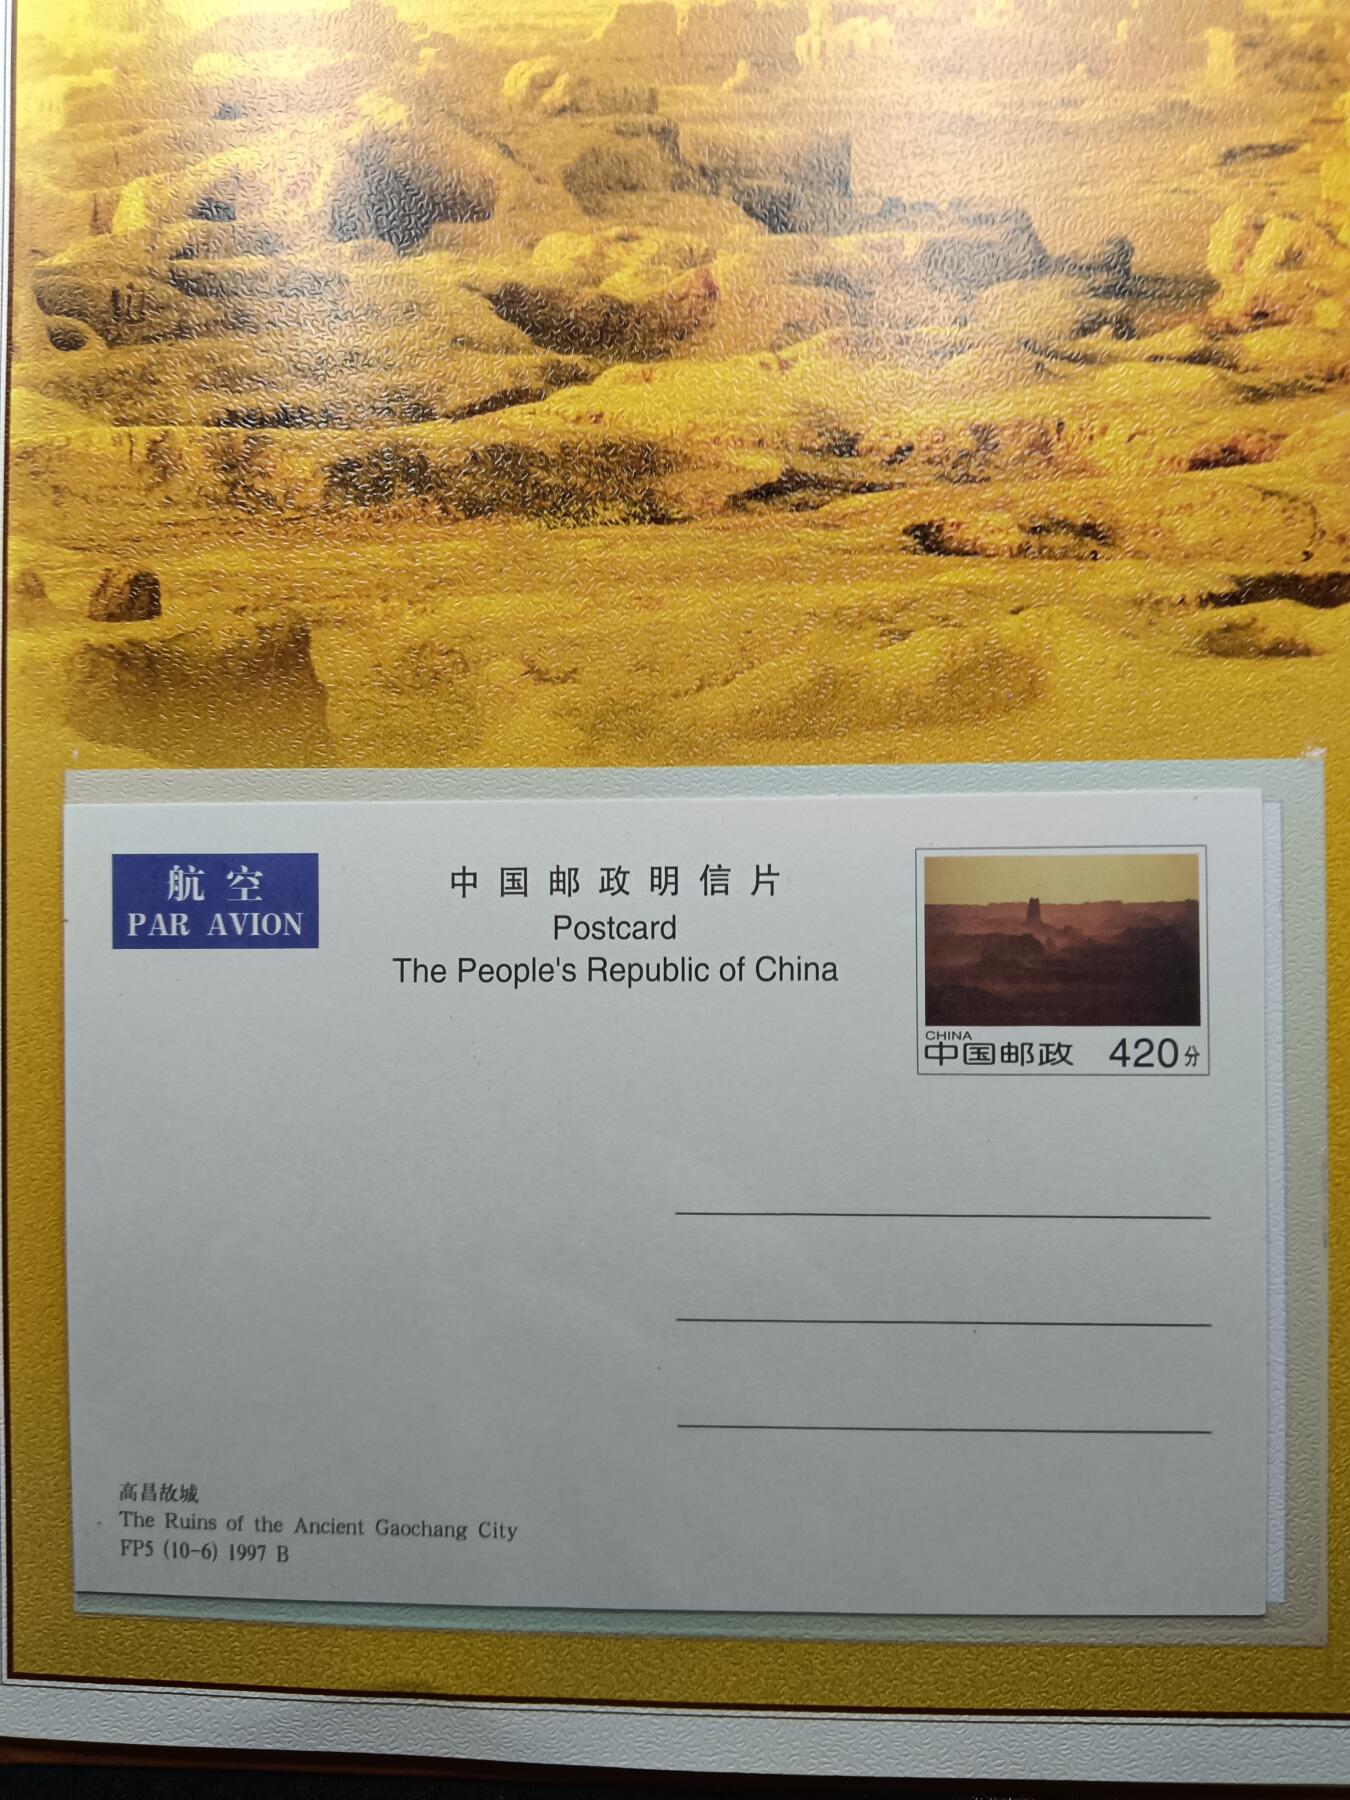 航空
PAR AVION
中国邮政明信片
Postcard
The People's Republic of China
CHINA
中国邮政 420分
高昌故城
The Ruins of the Ancient Gaochang City
FP5 (10-6) 1997 B